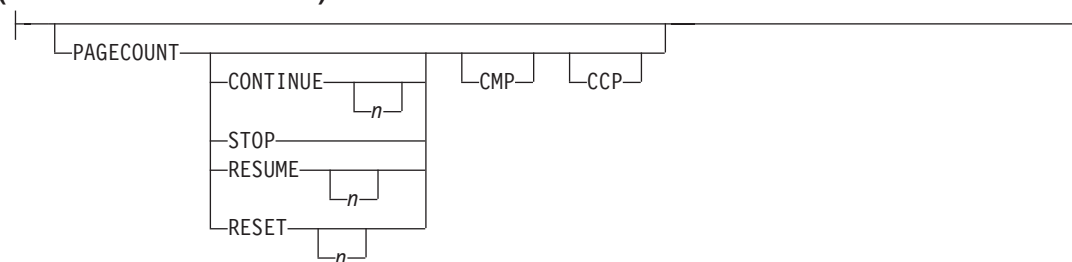 PAGECOUNT
CONTINUE n CMP CCP
STOP
RESUME n
RESET n